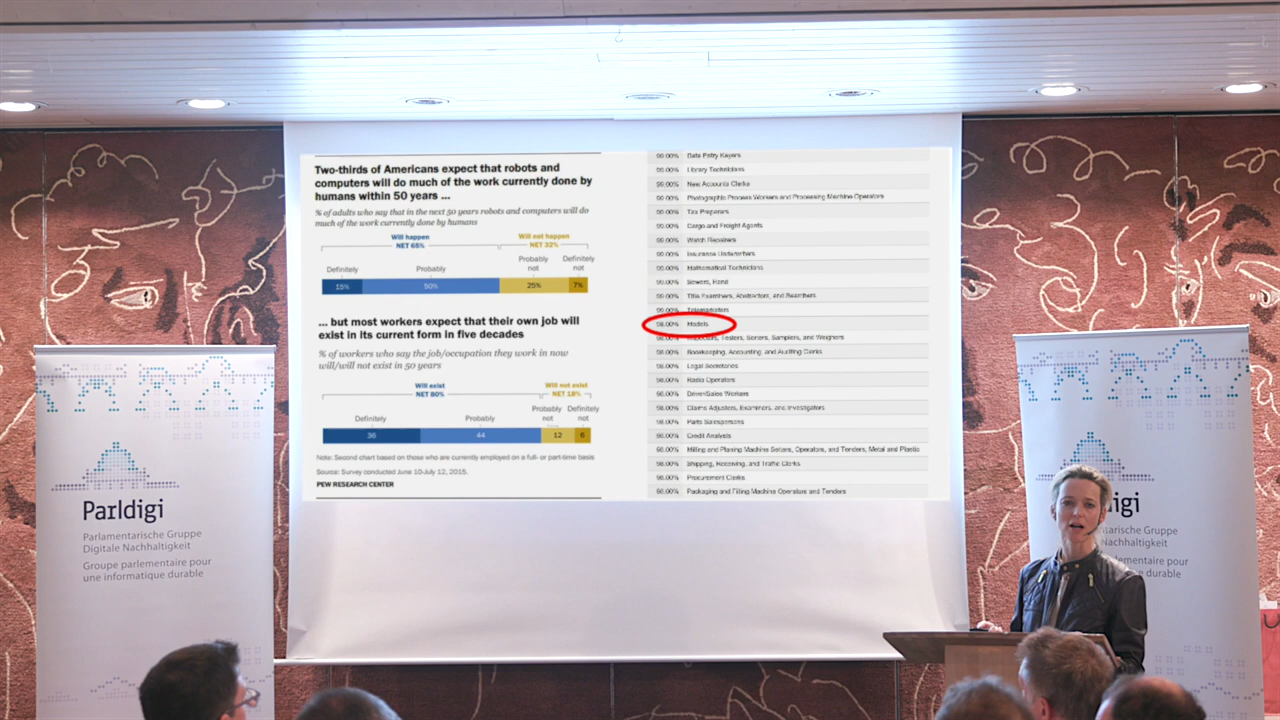 Two-thirds of Americans expect that robots and
computers will do much of the work currently done by
humans within 50 years ...
% of adults who say that in the next 50 years robots and computers will do
much of the work currently done by humans
Will happen
NET 65%
Will not happen
NET 32%
Definitely
Probably
Probably
not
Definitely
not
15%
50%
25%
7%
... but most workers expect that their own job will
exist in its current form in five decades
% of workers who say the job/occupation they work in now
will/will not exist in 50 years
Will exist
NET 80%
Will not exist
NET 18%
Definitely
Probably
Probably
not
Definitely
not
36
44
12
6
Note: Second chart based on those who are currently employed on a full- or part-time basis
Source: Survey conducted June 10-July 12, 2015.
PEW RESEARCH CENTER
99.00% Data Entry Keyers
99.00% Library Technicians
99.00% New Accounts Clerks
99.00% Photographic Process Workers and Processing Machine Operators
99.00% Tax Preparers
99.00% Cargo and Freight Agents
99.00% Watch Repairers
99.00% Insurance Underwriters
99.00% Mathematical Technicians
99.00% Sewers, Hand
99.00% Title Examiners, Abstractors, and Searchers
99.00% Telemarketers
98.00% Models
98.00% Inspectors, Testers, Sorters, Samplers, and Weighers
98.00% Bookkeeping, Accounting, and Auditing Clerks
98.00% Legal Secretaries
98.00% Radio Operators
98.00% Driver/Sales Workers
98.00% Claims Adjusters, Examiners, and Investigators
98.00% Parts Salespersons
98.00% Credit Analysts
98.00% Milling and Planing Machine Setters, Operators, and Tenders, Metal and Plastic
98.00% Shipping, Receiving, and Traffic Clerks
98.00% Procurement Clerks
98.00% Packaging and Filling Machine Operators and Tenders
Parldigi
Parlamentarische Gruppe
Digitale Nachhaltigkeit
Groupe parlementaire pour
une informatique durable
digi
tarische Gruppe
Nachhaltigkeit
ementaire pour
e durable